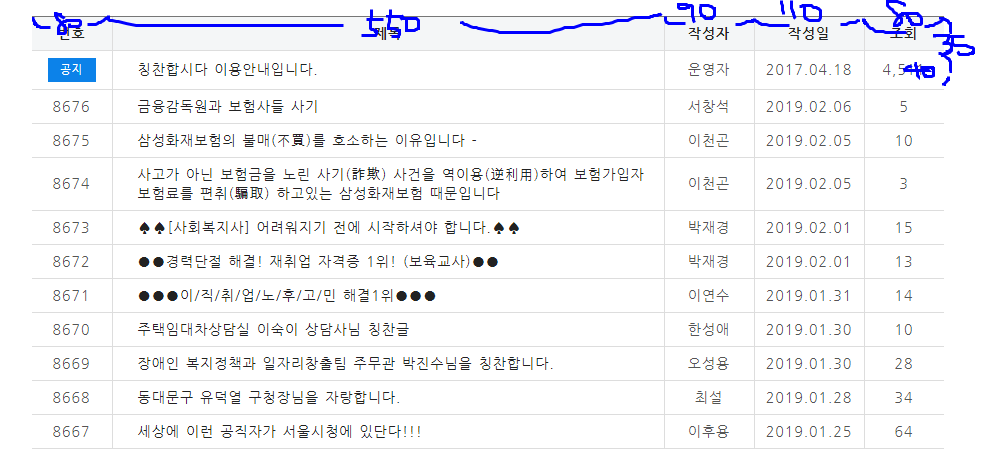 80 550 90 110 80
번호 제목 작성자 작성일 조회
35
공지 칭찬합시다 이용안내입니다. 운영자 2017.04.18
40
8676 금융감독원과 보험사들 사기 서창석 2019.02.06 5
8675 삼성화재보험의 불매(不買)를 호소하는 이유입니다 - 이천곤 2019.02.05 10
8674 사고가 아닌 보험금을 노린 사기(詐欺) 사건을 역이용(逆利用)하여 보험가입자 이천곤 2019.02.05 3
보험료를 편취(騙取) 하고있는 삼성화재보험 때문입니다
8673 ♠♠[사회복지사] 어려워지기 전에 시작하셔야 합니다.♠♠ 박재경 2019.02.01 15
8672 ●●경력단절 해결! 재취업 자격증 1위! (보육교사)●● 박재경 2019.02.01 13
8671 ●●●이/직/취/업/노/후/고/민 해결1위●●● 이연수 2019.01.31 14
8670 주택임대차상담실 이숙이 상담사님 칭찬글 한성애 2019.01.30 10
8669 장애인 복지정책과 일자리창출팀 주무관 박진수님을 칭찬합니다. 오성용 2019.01.30 28
8668 동대문구 유덕열 구청장님을 자랑합니다. 최설 2019.01.28 34
8667 세상에 이런 공직자가 서울시청에 있단다!!! 이후용 2019.01.25 64